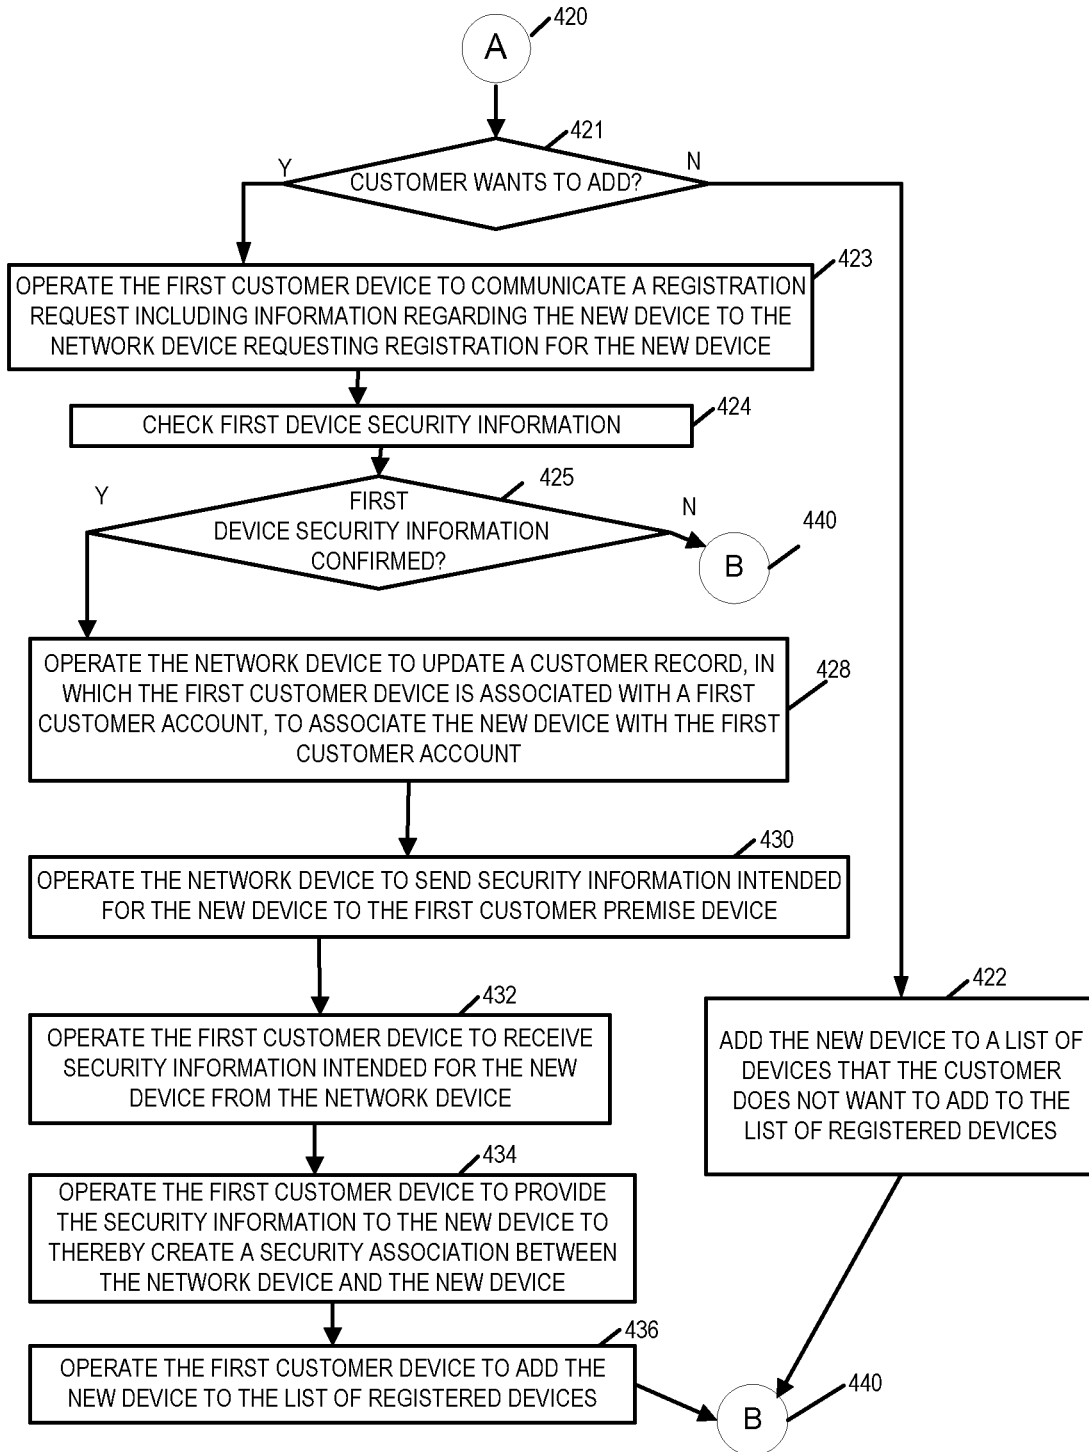 A
420
421
Y
N
CUSTOMER WANTS TO ADD?
423
OPERATE THE FIRST CUSTOMER DEVICE TO COMMUNICATE A REGISTRATION
REQUEST INCLUDING INFORMATION REGARDING THE NEW DEVICE TO THE
NETWORK DEVICE REQUESTING REGISTRATION FOR THE NEW DEVICE
424
CHECK FIRST DEVICE SECURITY INFORMATION
425
Y
N
FIRST
DEVICE SECURITY INFORMATION
CONFIRMED?
440
B
428
OPERATE THE NETWORK DEVICE TO UPDATE A CUSTOMER RECORD, IN
WHICH THE FIRST CUSTOMER DEVICE IS ASSOCIATED WITH A FIRST
CUSTOMER ACCOUNT, TO ASSOCIATE THE NEW DEVICE WITH THE FIRST
CUSTOMER ACCOUNT
430
OPERATE THE NETWORK DEVICE TO SEND SECURITY INFORMATION INTENDED
FOR THE NEW DEVICE TO THE FIRST CUSTOMER PREMISE DEVICE
432
OPERATE THE FIRST CUSTOMER DEVICE TO RECEIVE
SECURITY INFORMATION INTENDED FOR THE NEW
DEVICE FROM THE NETWORK DEVICE
422
ADD THE NEW DEVICE TO A LIST OF
DEVICES THAT THE CUSTOMER
DOES NOT WANT TO ADD TO THE
LIST OF REGISTERED DEVICES
434
OPERATE THE FIRST CUSTOMER DEVICE TO PROVIDE
THE SECURITY INFORMATION TO THE NEW DEVICE TO
THEREBY CREATE A SECURITY ASSOCIATION BETWEEN
THE NETWORK DEVICE AND THE NEW DEVICE
436
OPERATE THE FIRST CUSTOMER DEVICE TO ADD THE
NEW DEVICE TO THE LIST OF REGISTERED DEVICES
440
B